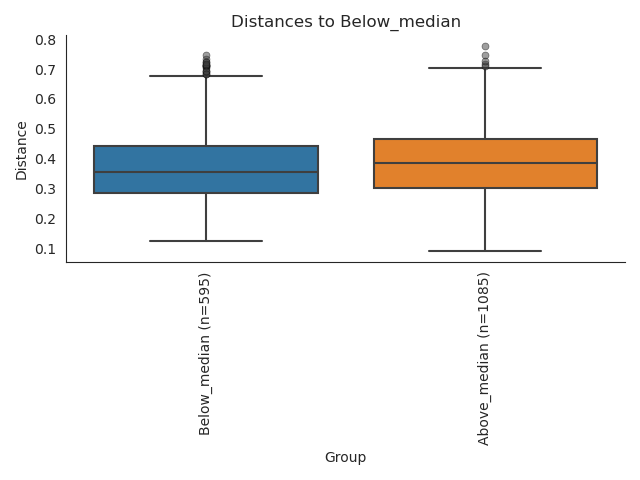 Distances to Below_median
Distance
0.8
0.7
0.6
0.5
0.4
0.3
0.2
0.1
Below_median (n=595)
Above_median (n=1085)
Group